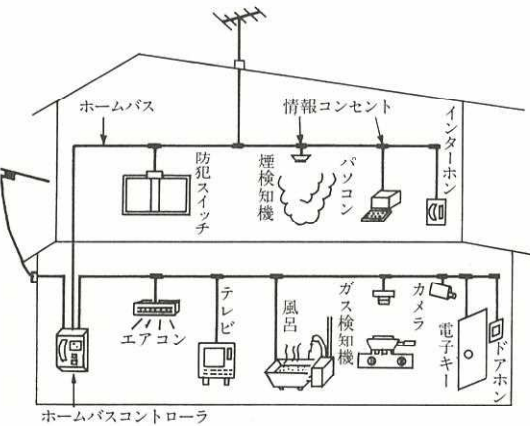 ホームバス
情報コンセント
インターホン
防犯スイッチ
煙検知機
パソコン
エアコン
テレビ
風呂
ガス検知機
カメラ
電子キー
ドアホン
ホームバスコントローラ